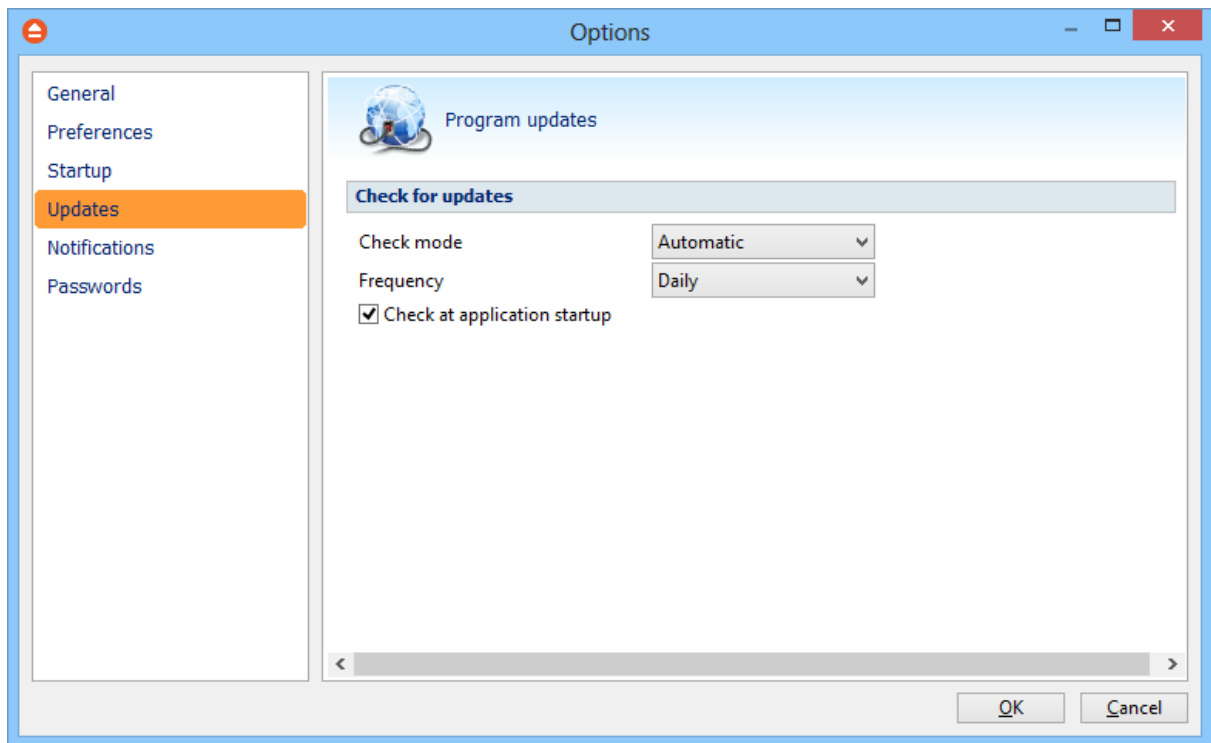 Options
General
Preferences
Startup
Updates
Notifications
Passwords
Program updates
Check for updates
Check mode Automatic
Frequency Daily
Check at application startup
OK Cancel